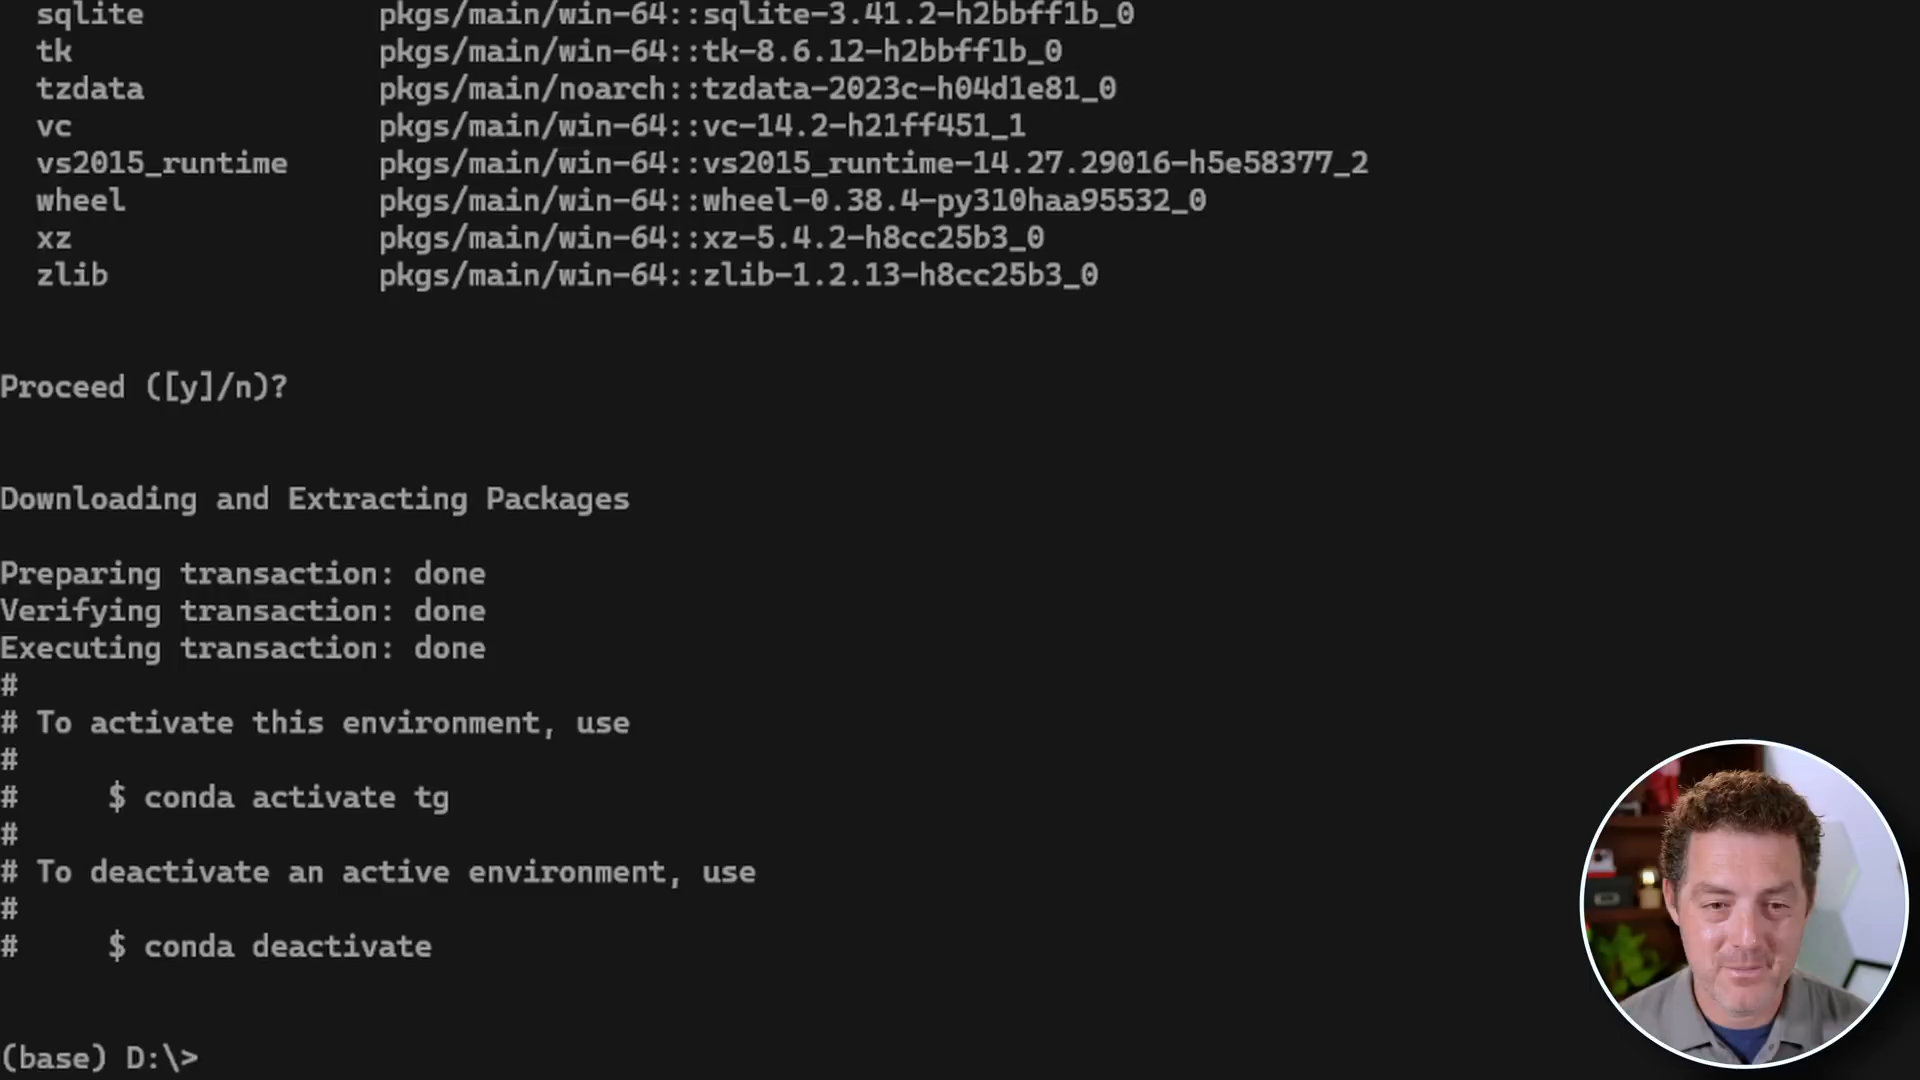 sqlite pkgs/main/win-64::sqlite-3.41.2-h2bbff1b_0
tk pkgs/main/win-64::tk-8.6.12-h2bbff1b_0
tzdata pkgs/main/noarch::tzdata-2023c-h04d1e81_0
vc pkgs/main/win-64::vc-14.2-h21ff451_1
vs2015_runtime pkgs/main/win-64::vs2015_runtime-14.27.29016-h5e58377_2
wheel pkgs/main/win-64::wheel-0.38.4-py310haa95532_0
xz pkgs/main/win-64::xz-5.4.2-h8cc25b3_0
zlib pkgs/main/win-64::zlib-1.2.13-h8cc25b3_0
Proceed ([y]/n)?
Downloading and Extracting Packages
Preparing transaction: done
Verifying transaction: done
Executing transaction: done
#
# To activate this environment, use
#
# $ conda activate tg
#
# To deactivate an active environment, use
#
# $ conda deactivate
(base) D:\>